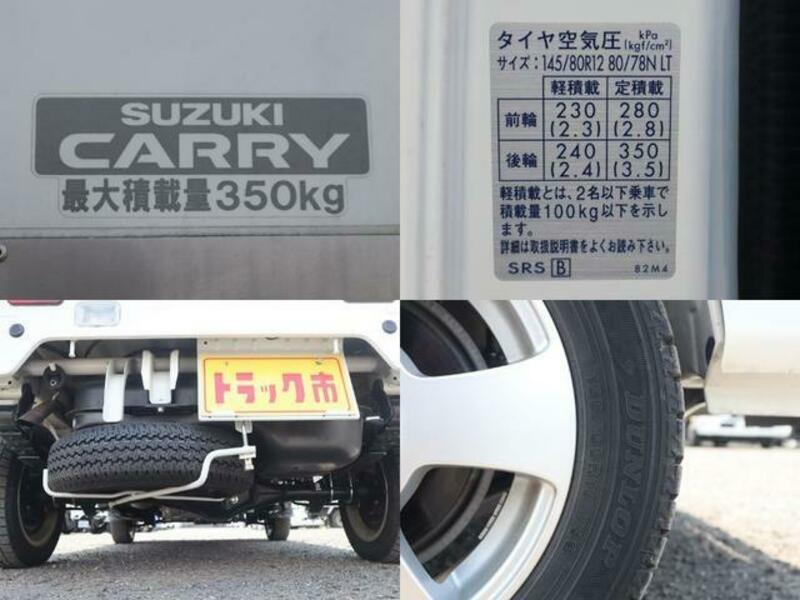 SUZUKI
CARRY
最大積載量350kg
タイヤ空気圧 kPa (kgf/cm²)
サイズ:145/80R12 80/78N LT
軽積載 定積載
前輪 230 (2.3) 280 (2.8)
後輪 240 (2.4) 350 (3.5)
軽積載とは、2名以下乗車で
積載量100kg以下を示し
ます。
詳細は取扱説明書をよくお読み下さい。
SRS B 82M4
トラック市
DUNLOP